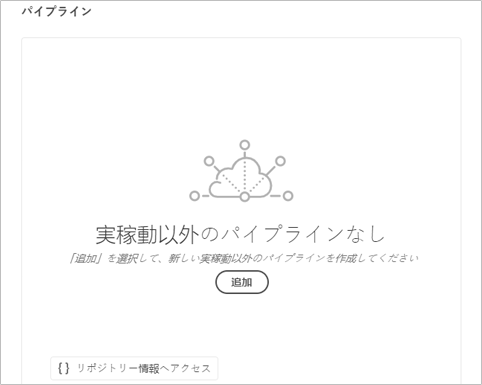 パイプライン
実稼動以外のパイプラインなし
「追加」を選択して、新しい実稼動以外のパイプラインを作成してください
追加
{ } リポジトリー情報へアクセス